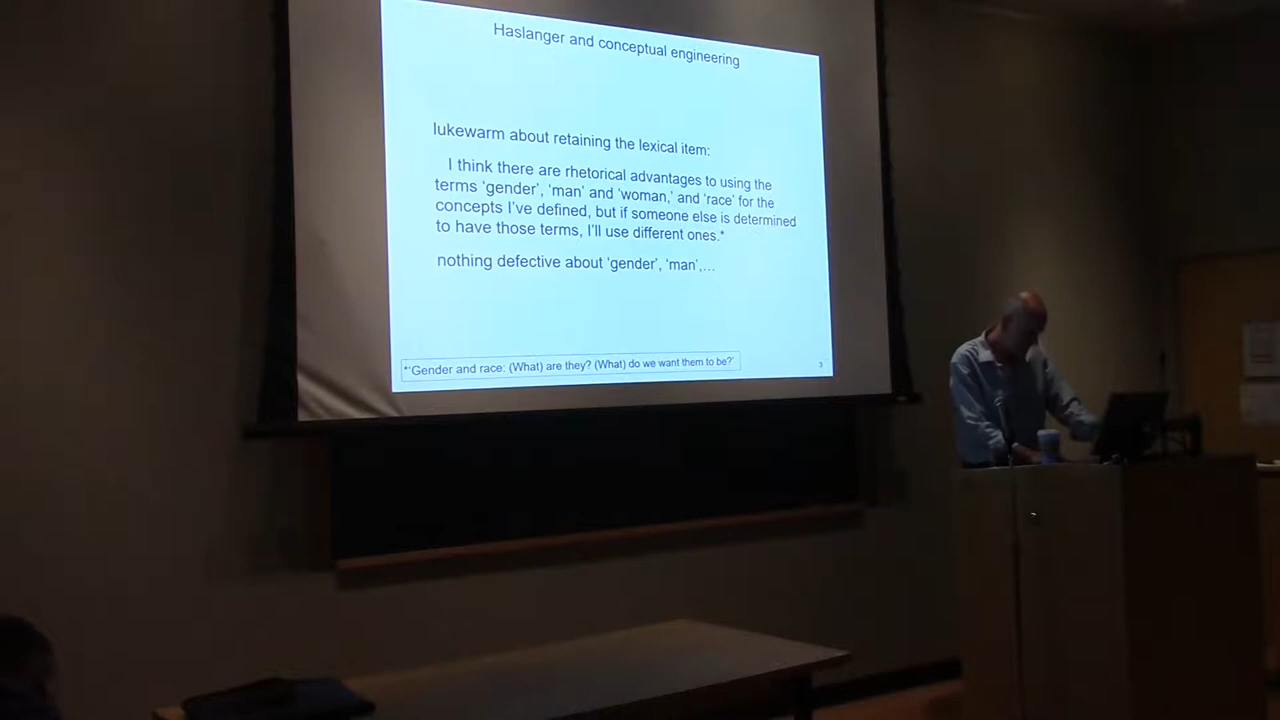 Haslanger and conceptual engineering
lukewarm about retaining the lexical item:
I think there are rhetorical advantages to using the
terms ‘gender’, ‘man’ and ‘woman,’ and ‘race’ for the
concepts I’ve defined, but if someone else is determined
to have those terms, I’ll use different ones.*
nothing defective about ‘gender’, ‘man’,…
*‘Gender and race: (What) are they? (What) do we want them to be?’
3